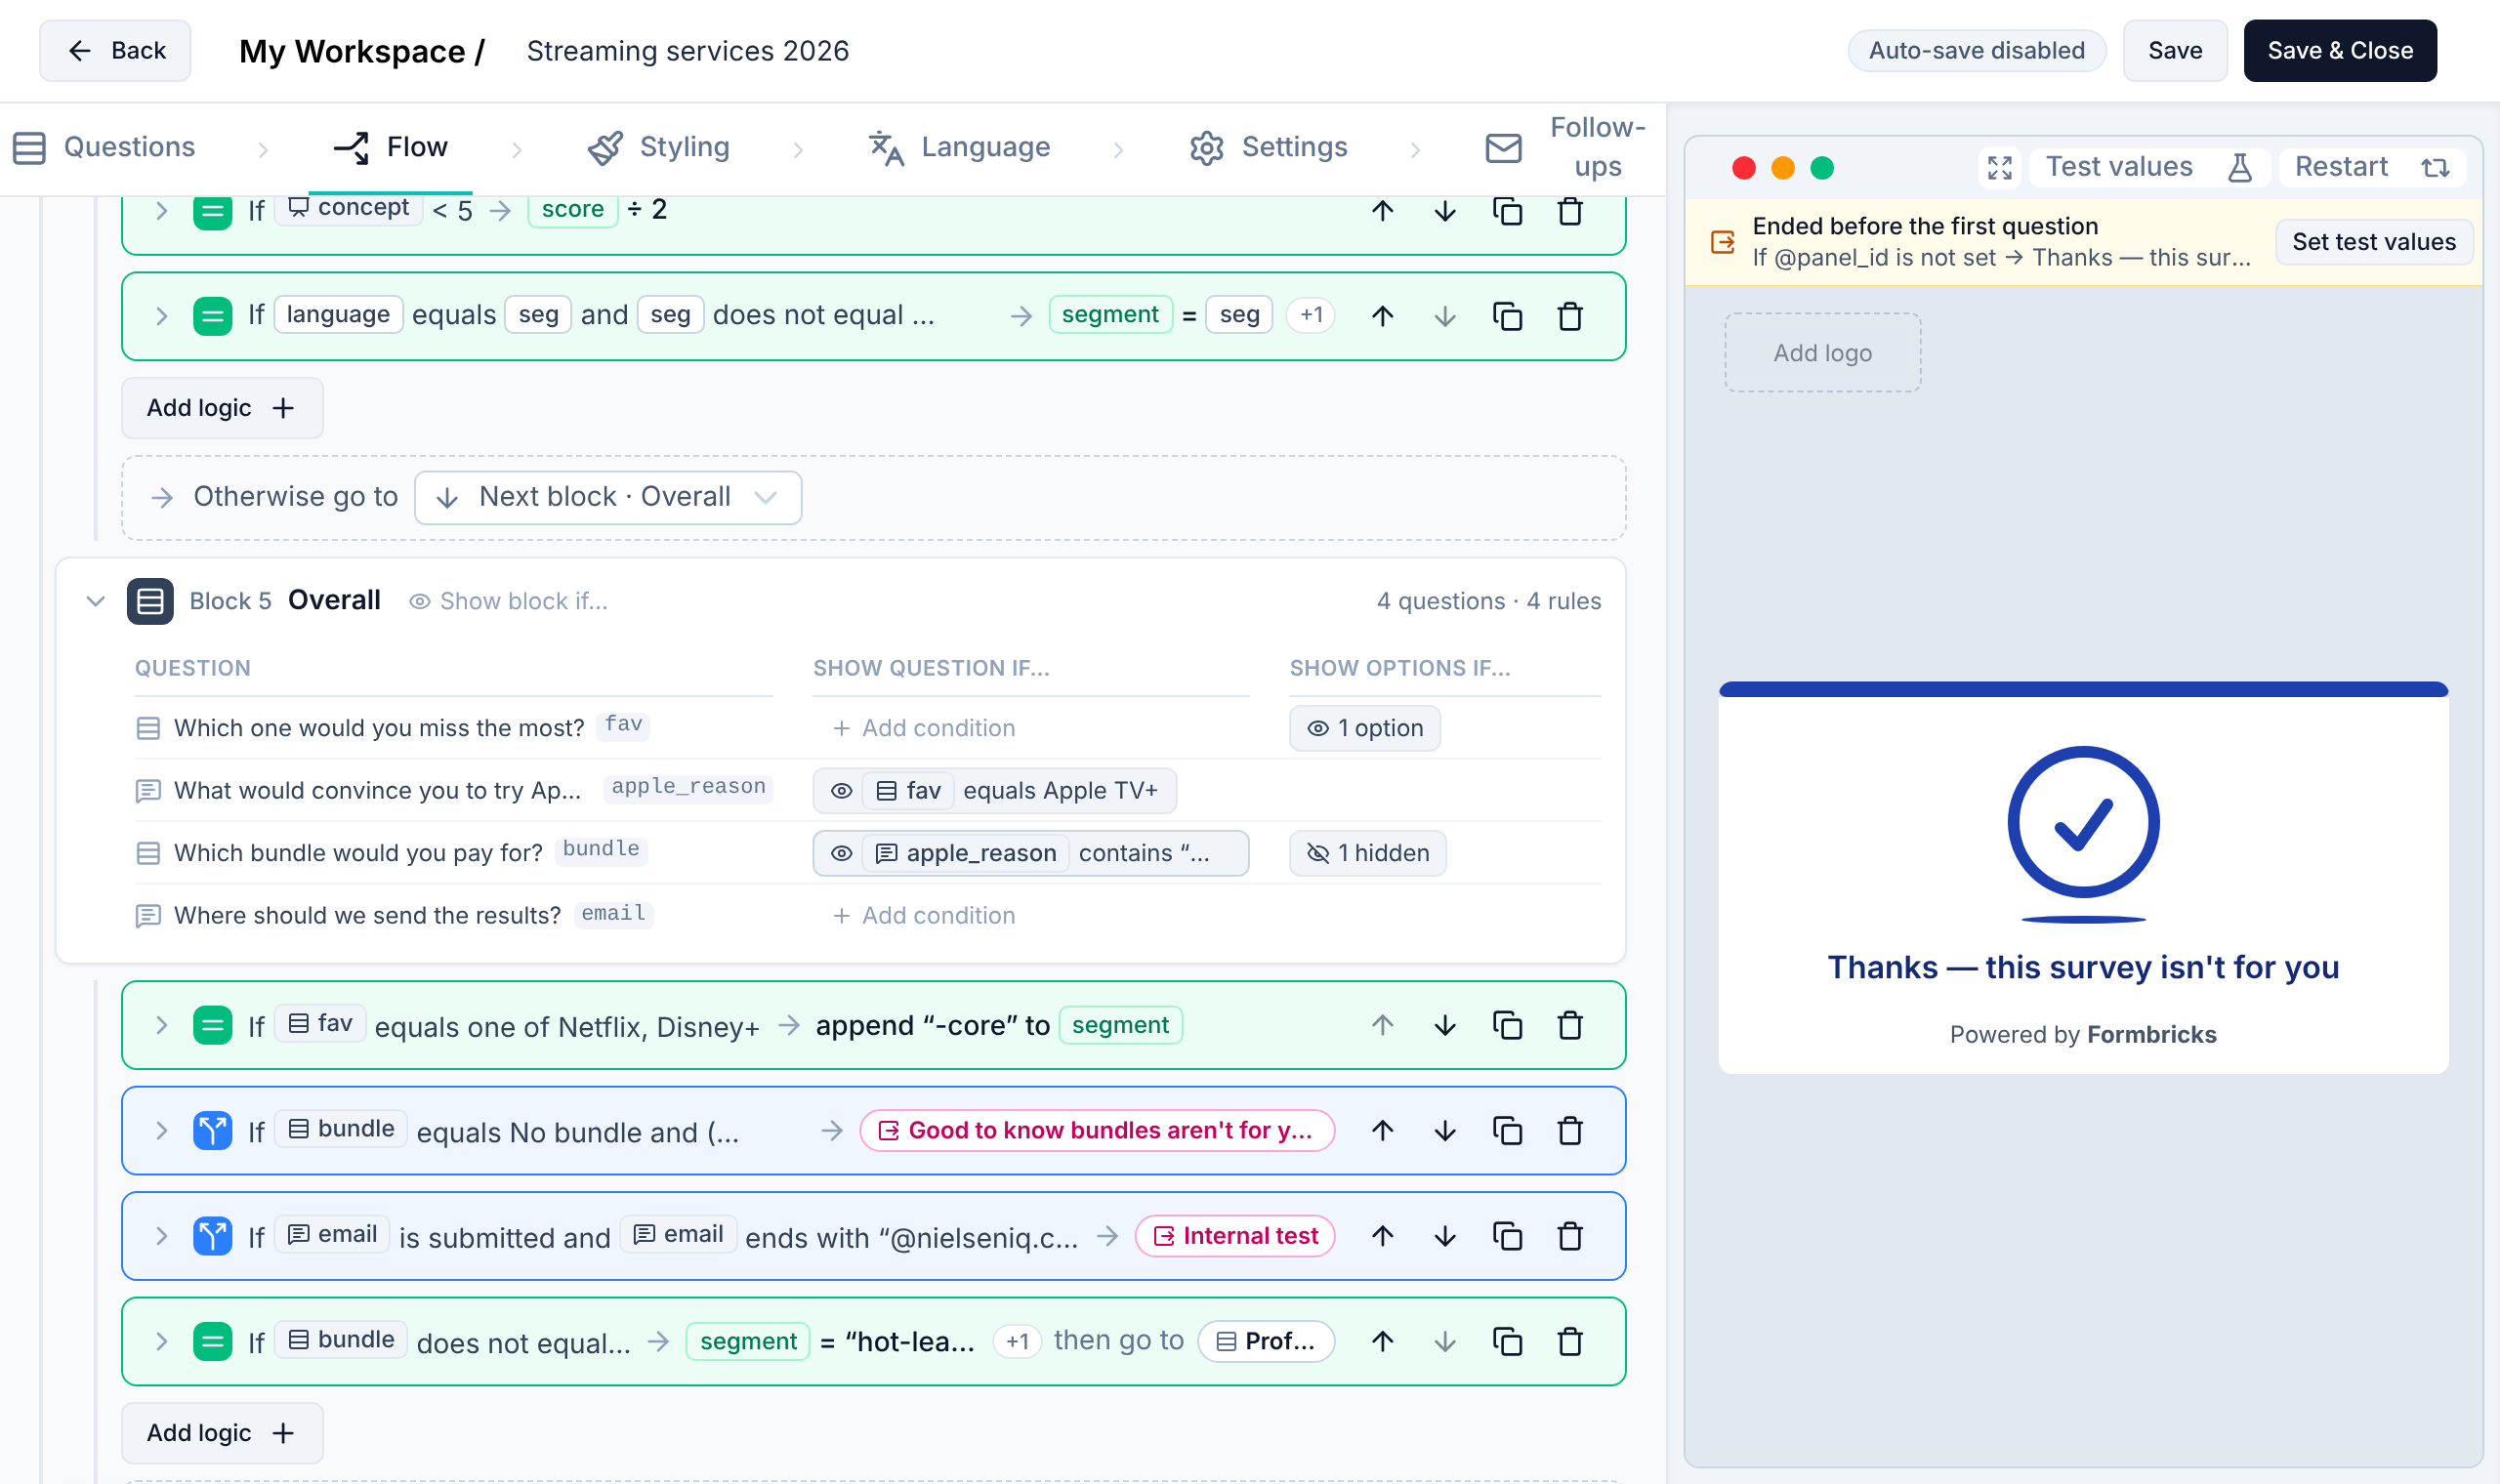 Back
My Workspace /
Streaming services 2026
Auto-save disabled
Save
Save & Close
Questions
Flow
Styling
Language
Settings
Follow-
ups
If concept < 5 → score ÷ 2
If language equals seg and seg does not equal ... → segment = seg +1
Add logic +
→ Otherwise go to ↓ Next block · Overall
Block 5 Overall Show block if...
4 questions · 4 rules
QUESTION
SHOW QUESTION IF...
SHOW OPTIONS IF...
Which one would you miss the most? fav
+ Add condition
1 option
What would convince you to try Ap... apple_reason
fav equals Apple TV+
Which bundle would you pay for? bundle
apple_reason contains “...
1 hidden
Where should we send the results? email
+ Add condition
If fav equals one of Netflix, Disney+ → append “-core” to segment
If bundle equals No bundle and (... → Good to know bundles aren't for y...
If email is submitted and email ends with “@nielseniq.c... → Internal test
If bundle does not equal... → segment = “hot-lea... +1 then go to Prof...
Add logic +
Test values
Restart
Ended before the first question
If @panel_id is not set → Thanks — this sur...
Set test values
Add logo
Thanks — this survey isn't for you
Powered by Formbricks